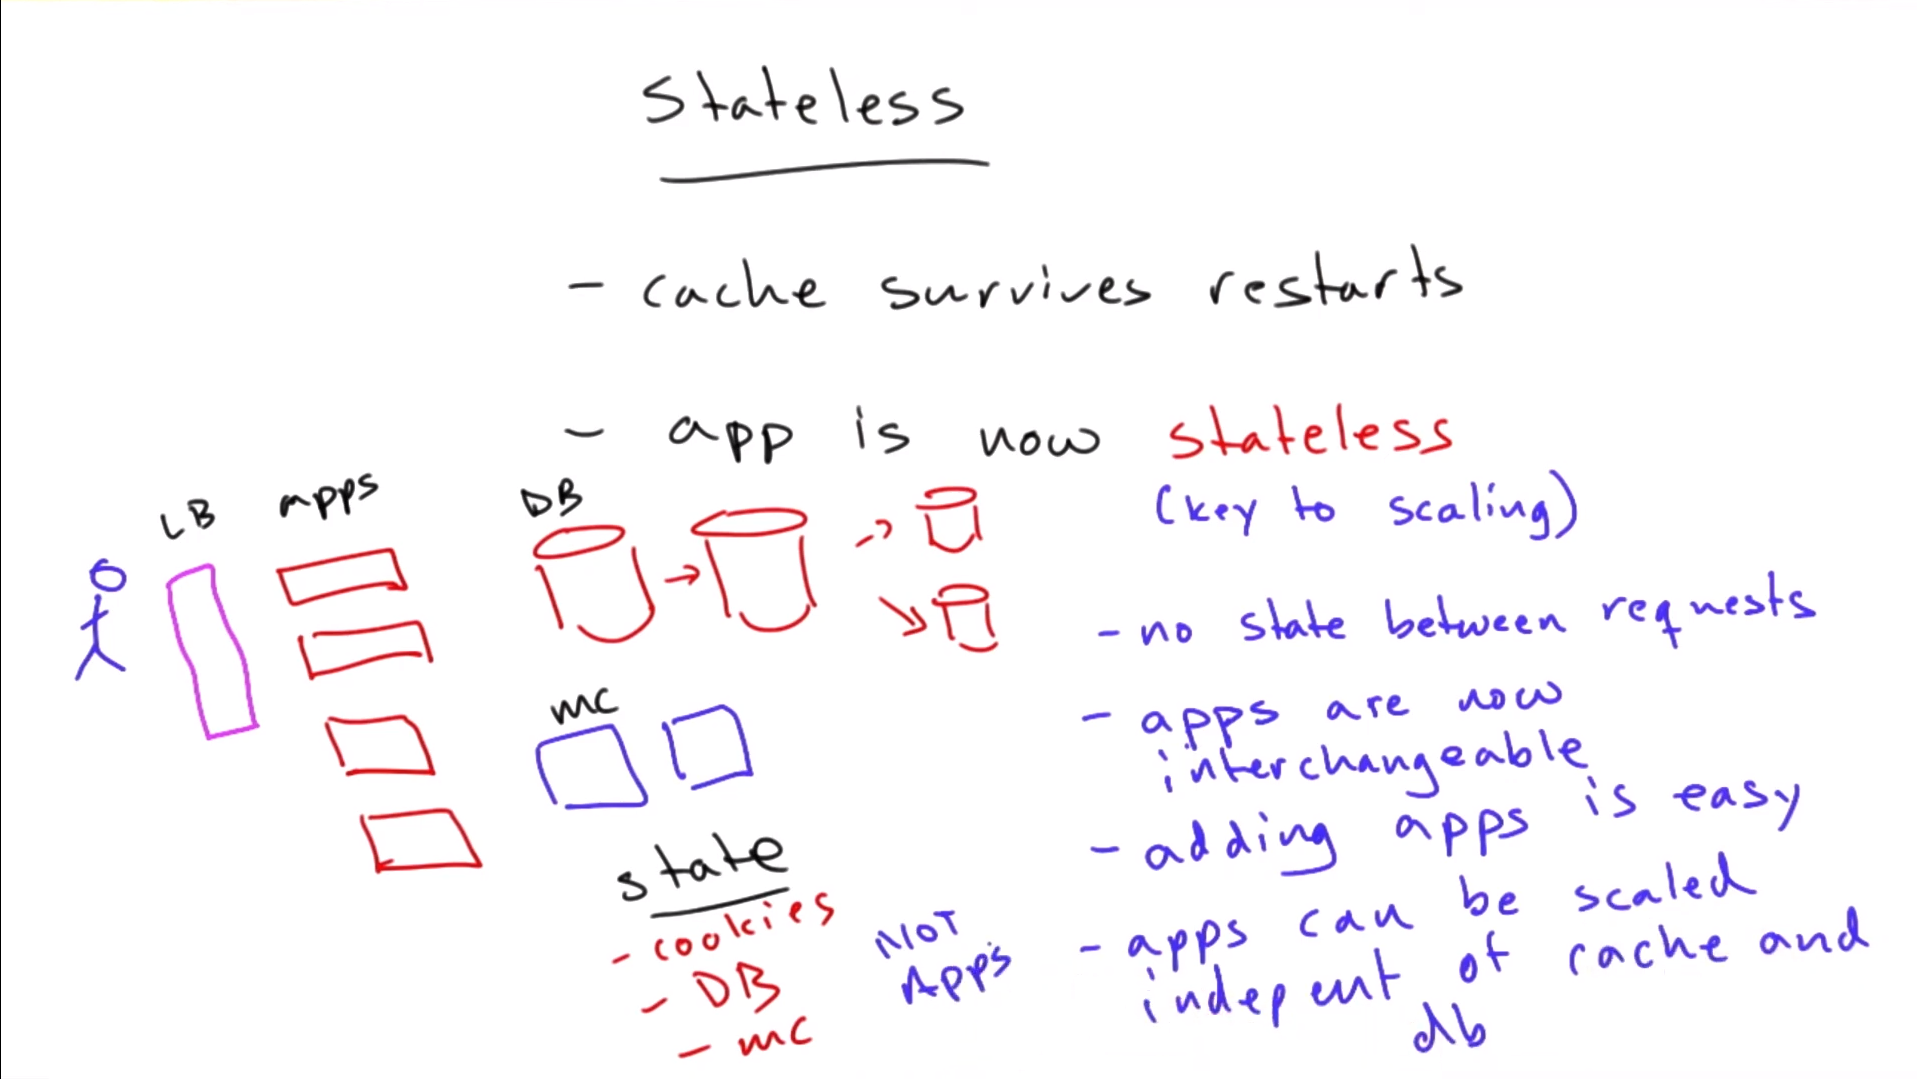 Stateless
- cache survives restarts
- app is now stateless
(key to scaling)
LB
apps
DB
mc
state
- cookies
- DB
- mc
NOT
APPS
- no state between requests
- apps are now
interchangeable
- adding apps is easy
- apps can be scaled
indepent of cache and
db